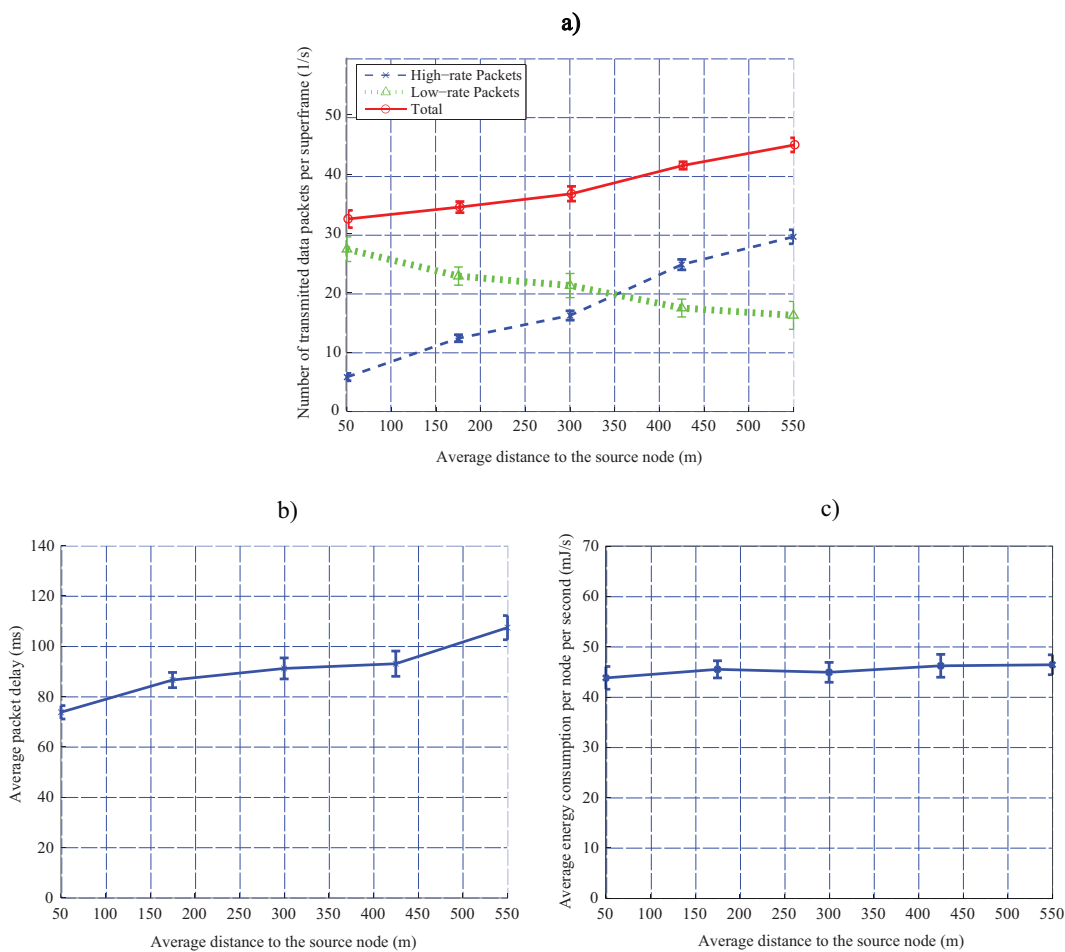 a)
High-rate Packets
Low-rate Packets
Total
Number of transmitted data packets per superframe (1/s)
50
40
30
20
10
0
50 100 150 200 250 300 350 400 450 500 550
Average distance to the source node (m)
b)
Average packet delay (ms)
140
120
100
80
60
40
20
0
50 100 150 200 250 300 350 400 450 500 550
Average distance to the source node (m)
c)
Average energy consumption per node per second (mJ/s)
70
60
50
40
30
20
10
0
50 100 150 200 250 300 350 400 450 500 550
Average distance to the source node (m)